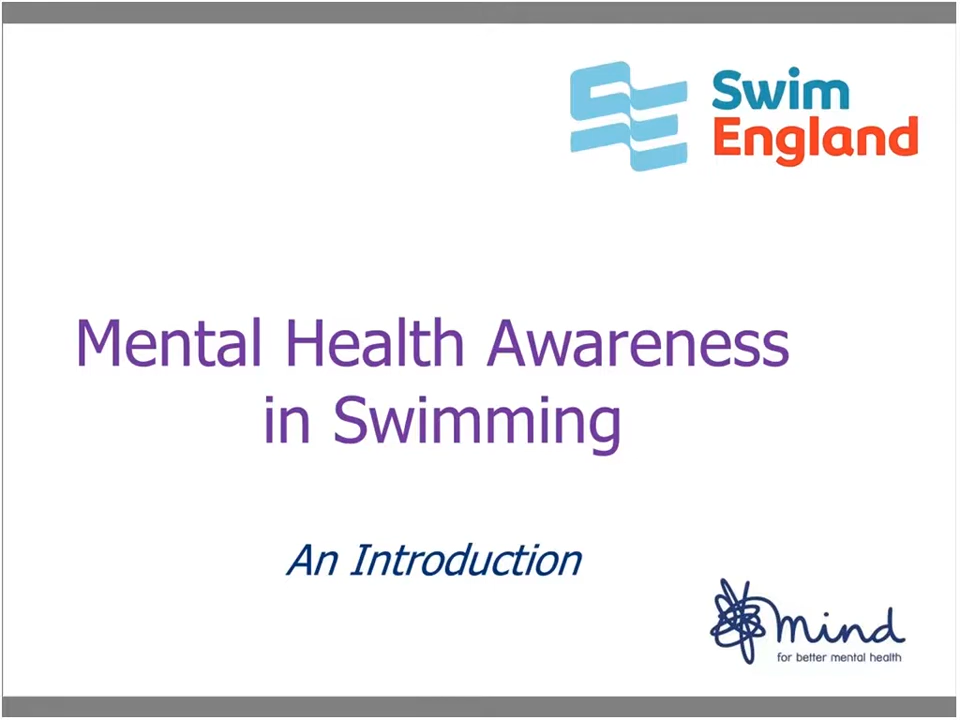 Swim
England
Mental Health Awareness
in Swimming
An Introduction
mind
for better mental health